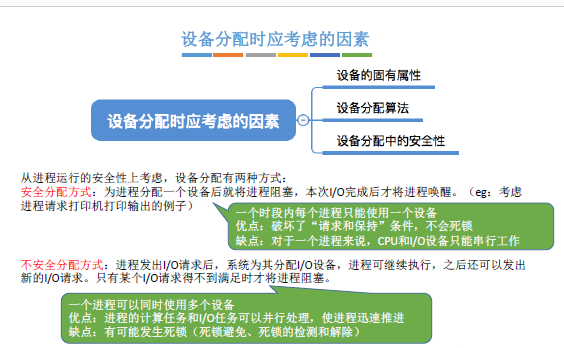 设备分配时应考虑的因素
设备的固有属性
设备分配时应考虑的因素
设备分配算法
设备分配中的安全性
从进程运行的安全性上考虑，设备分配有两种方式：
安全分配方式：为进程分配一个设备后就将进程阻塞，本次I/O完成后才将进程唤醒。（eg：考虑
进程请求打印机打印输出的例子）
一个时段内每个进程只能使用一个设备
优点：破坏了“请求和保持”条件，不会死锁
缺点：对于一个进程来说，CPU和I/O设备只能串行工作
不安全分配方式：进程发出I/O请求后，系统为其分配I/O设备，进程可继续执行，之后还可以发出
新的I/O请求。只有某个I/O请求得不到满足时才将进程阻塞。
一个进程可以同时使用多个设备
优点：进程的计算任务和I/O任务可以并行处理，使进程迅速推进
缺点：有可能发生死锁（死锁避免、死锁的检测和解除）